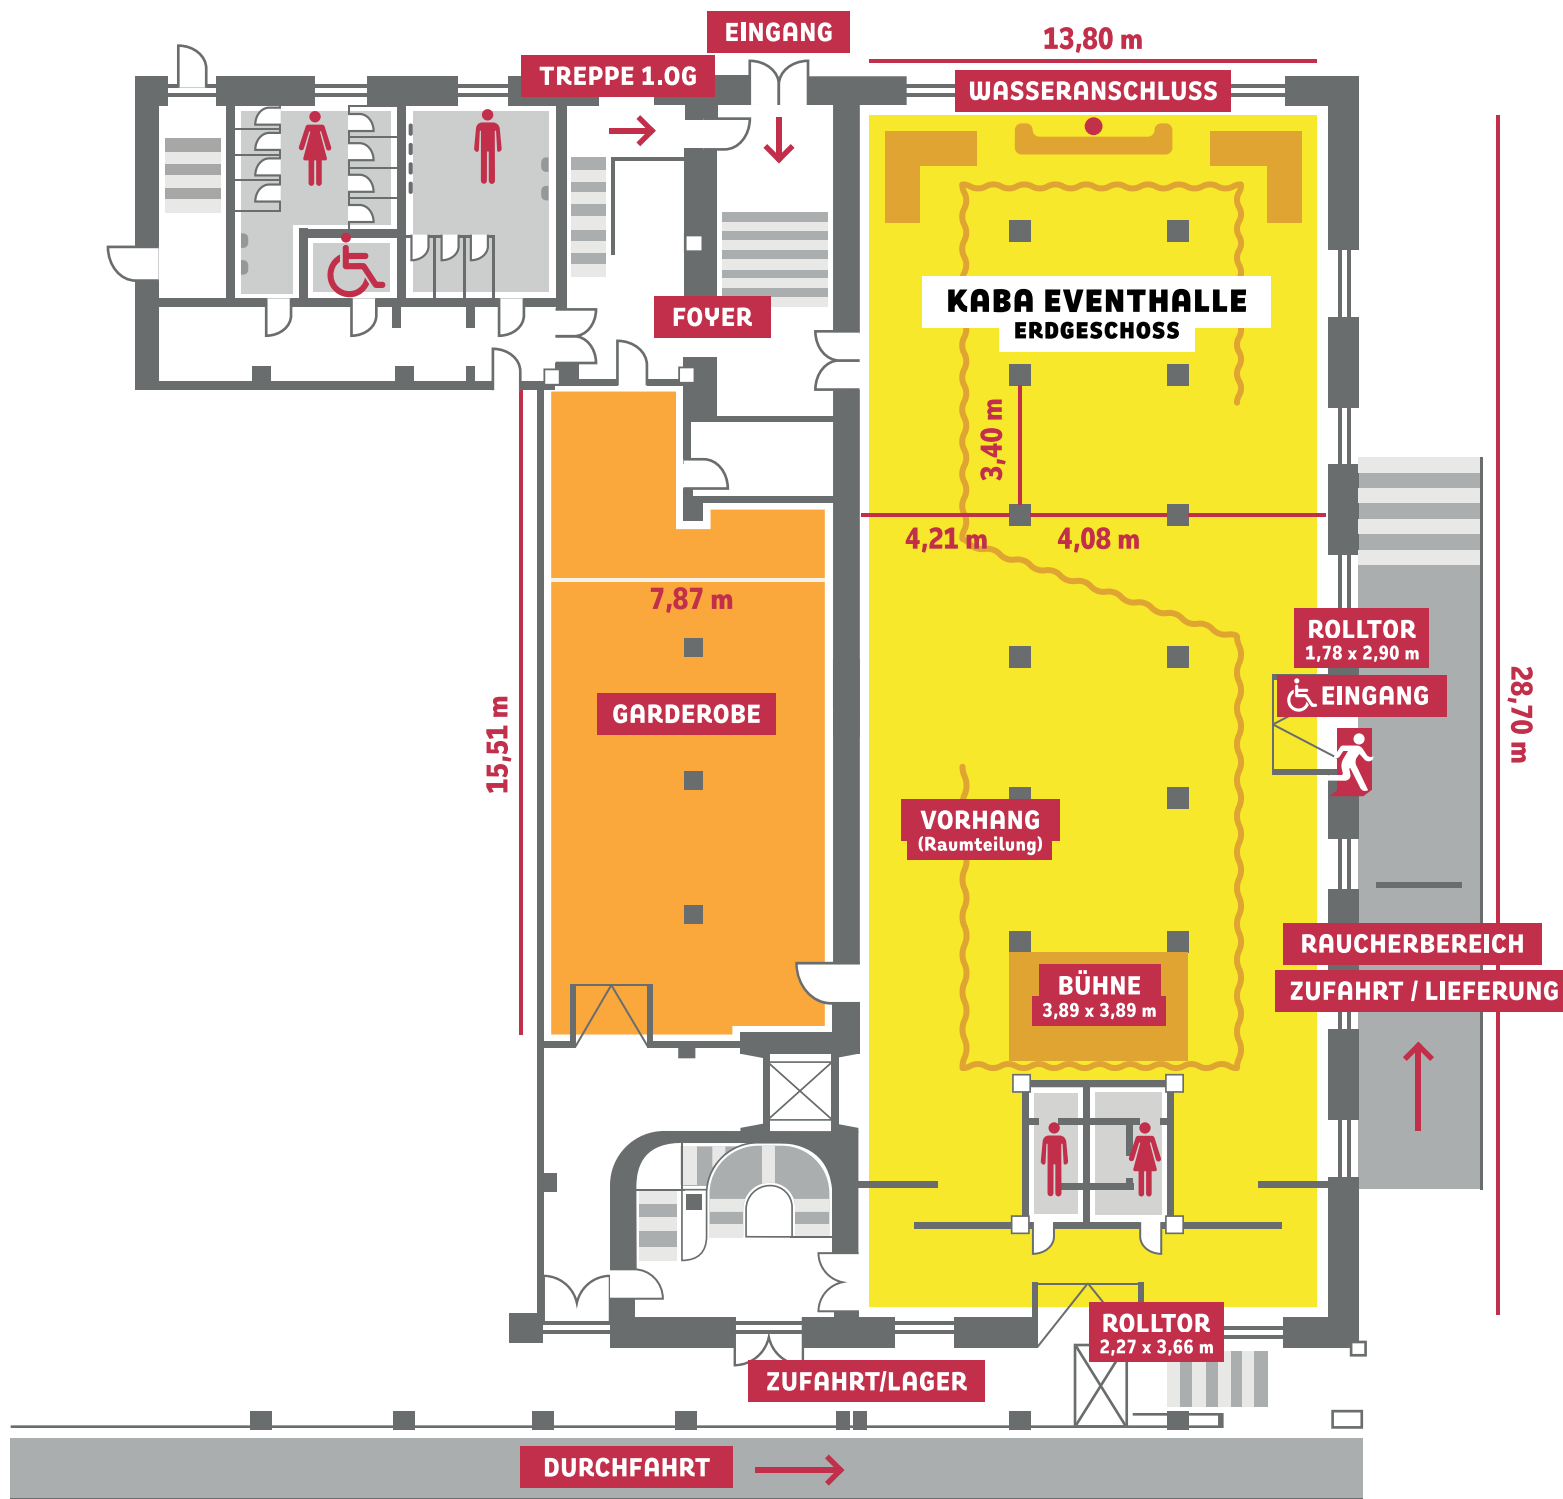 EINGANG
13,80 m
TREPPE 1.OG
WASSERANSCHLUSS
KABA EVENTHALLE
ERDGESCHOSS
FOYER
3,40 m
4,21 m
4,08 m
7,87 m
ROLLTOR
1,78 x 2,90 m
EINGANG
GARDEROBE
15,51 m
28,70 m
VORHANG
(Raumteilung)
RAUCHERBEREICH
ZUFAHRT / LIEFERUNG
BÜHNE
3,89 x 3,89 m
ROLLTOR
2,27 x 3,66 m
ZUFAHRT/LAGER
DURCHFAHRT